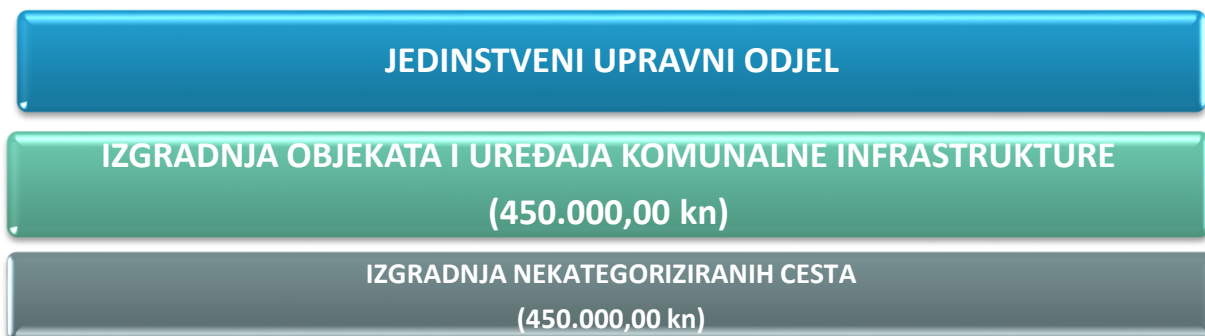 JEDINSTVENI UPRAVNI ODJEL
IZGRADNJA OBJEKATA I UREĐAJA KOMUNALNE INFRASTRUKTURE
(450.000,00 kn)
IZGRADNJA NEKATEGORIZIRANIH CESTA
(450.000,00 kn)